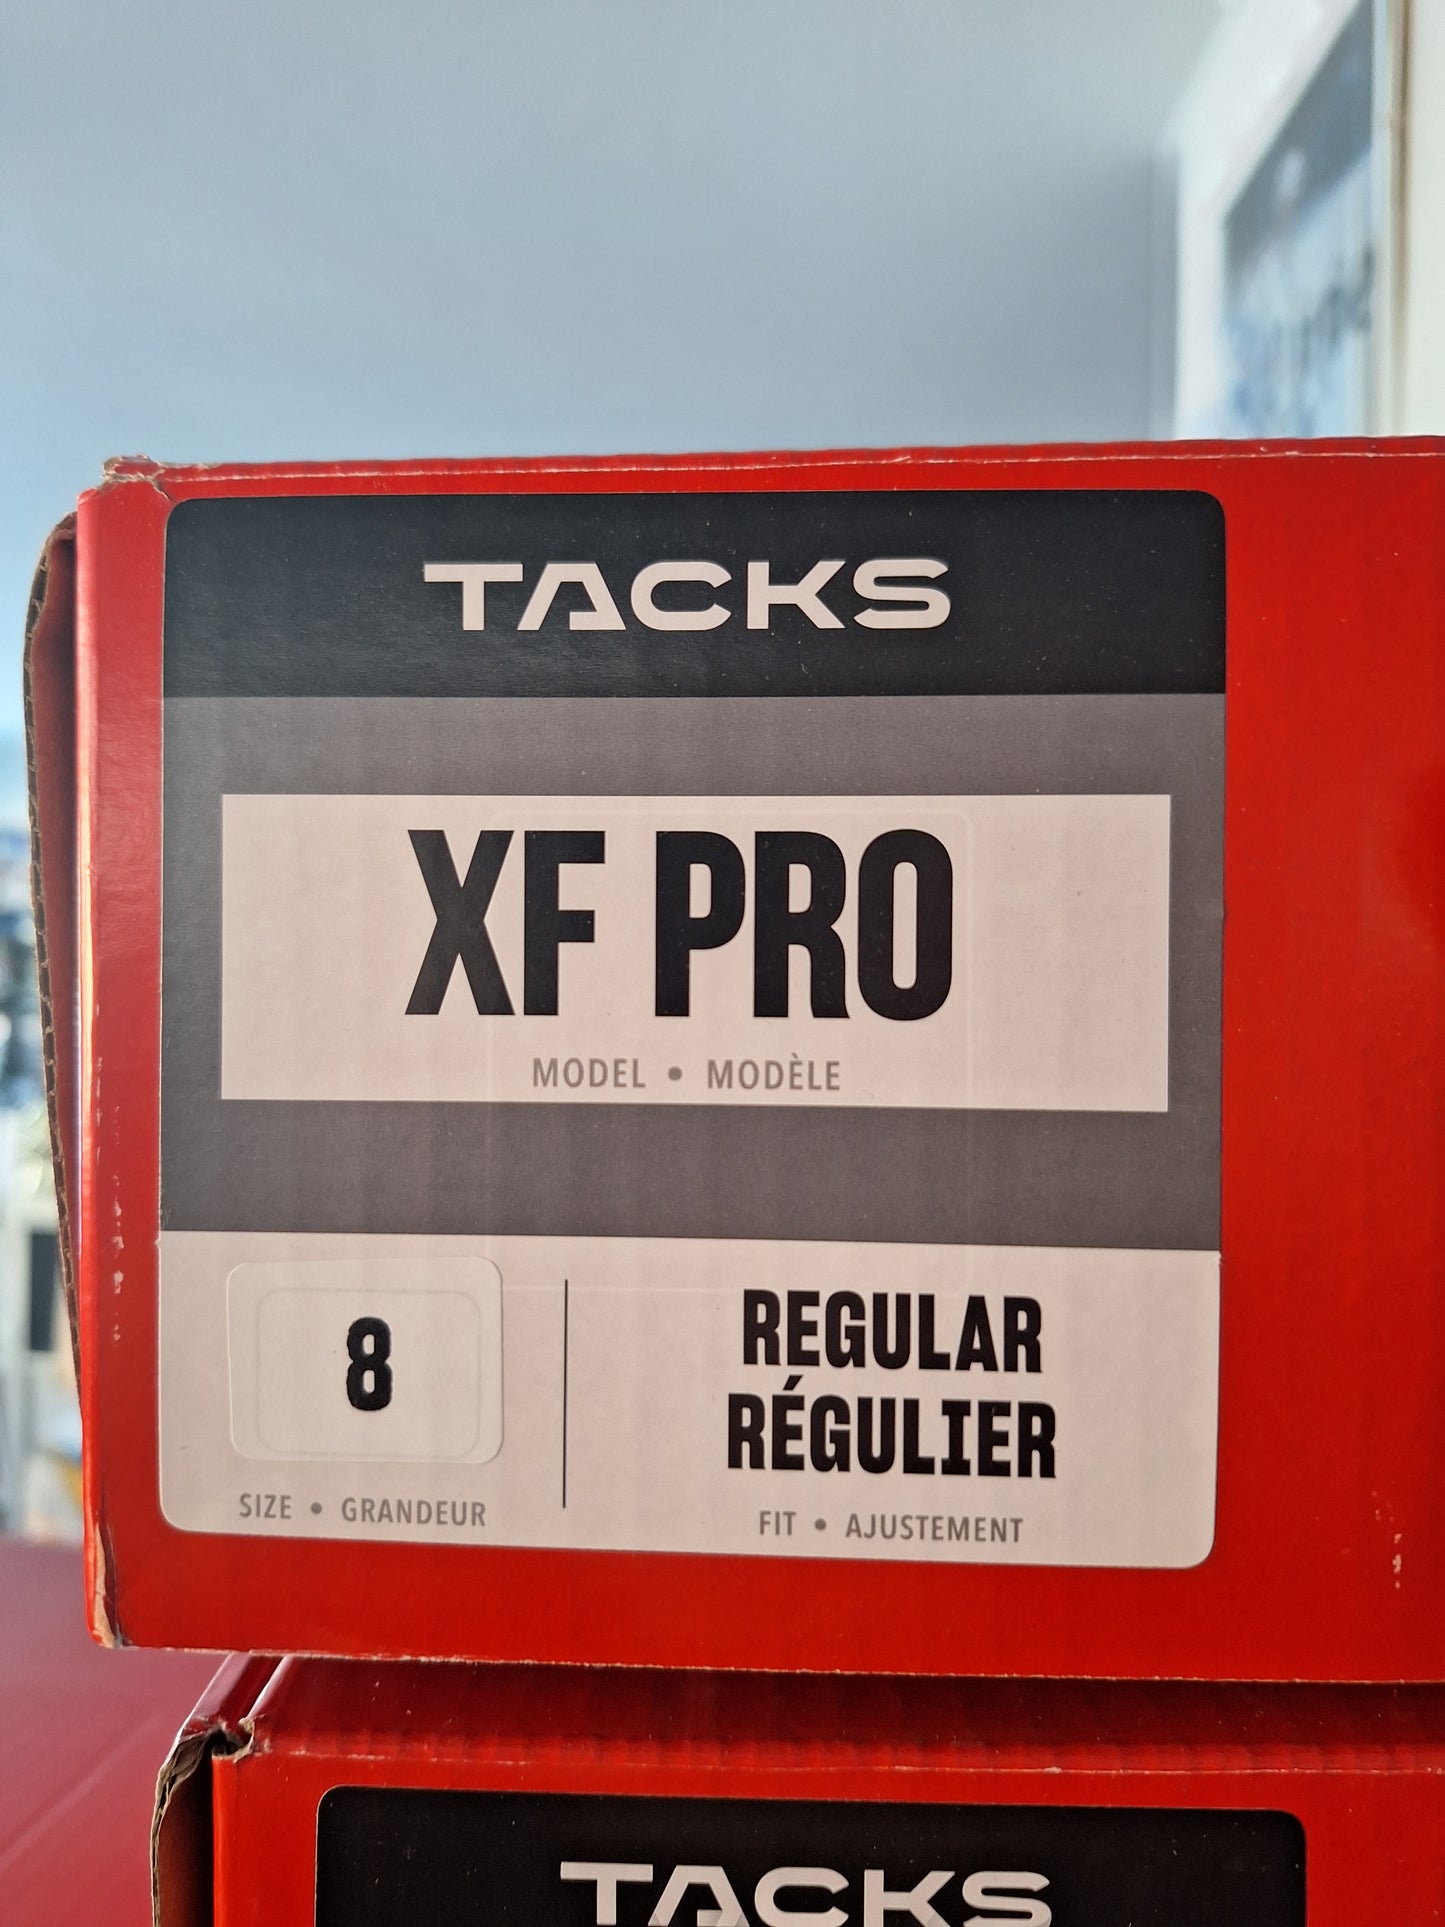 TACKS
XF PRO
MODEL • MODÈLE
8
SIZE • GRANDEUR
REGULAR
RÉGULIER
FIT • AJUSTEMENT
TACKS